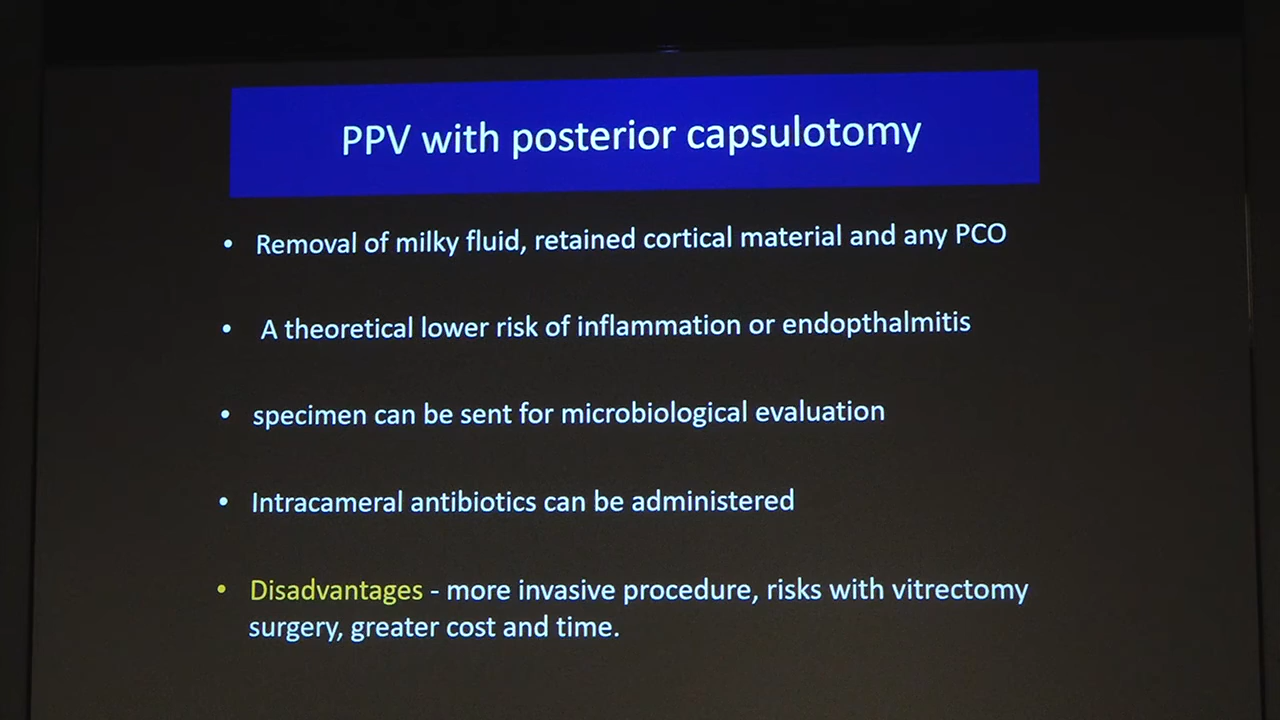 PPV with posterior capsulotomy
• Removal of milky fluid, retained cortical material and any PCO
• A theoretical lower risk of inflammation or endopthalmitis
• specimen can be sent for microbiological evaluation
• Intracameral antibiotics can be administered
• Disadvantages - more invasive procedure, risks with vitrectomy
surgery, greater cost and time.